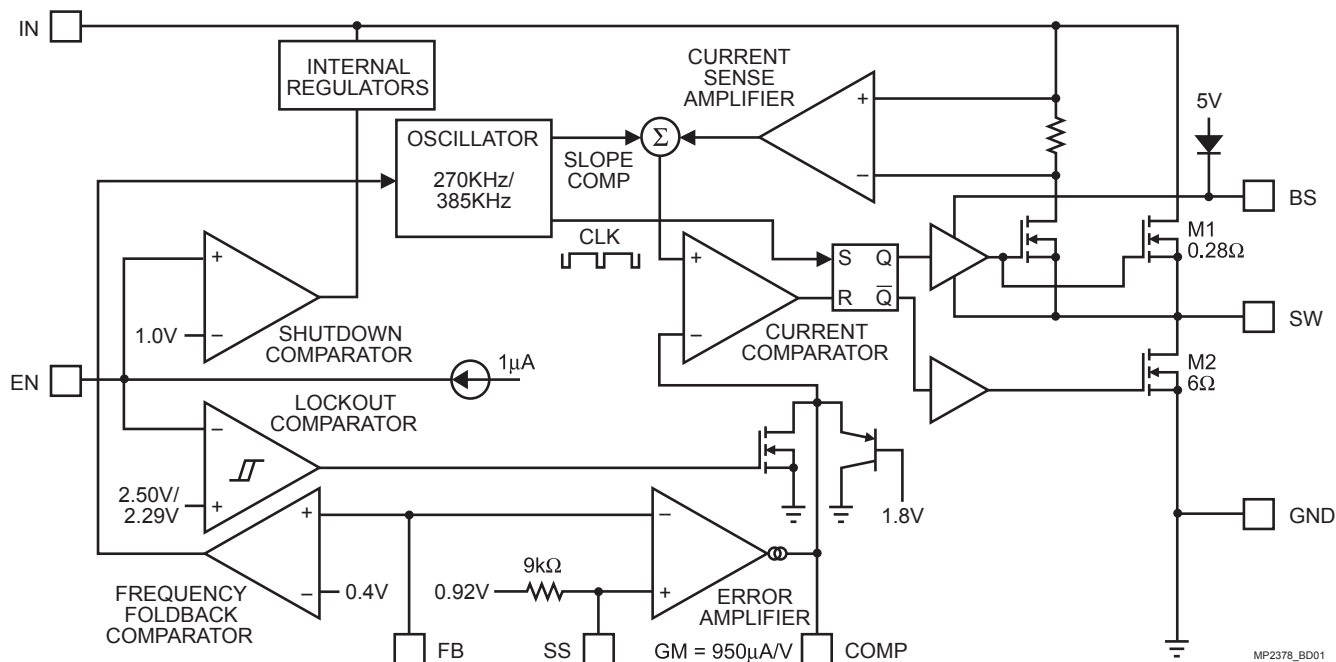 IN
INTERNAL
REGULATORS
CURRENT
SENSE
AMPLIFIER
+
−
5V
OSCILLATOR
270KHz/
385KHz
Σ
SLOPE
COMP
BS
CLK
M1
0.28Ω
+
−
1.0V
SHUTDOWN
COMPARATOR
+
−
CURRENT
COMPARATOR
S Q
R Q̅
SW
EN
1µA
M2
6Ω
LOCKOUT
COMPARATOR
−
+
2.50V/
2.29V
1.8V
GND
+
−
0.4V
FREQUENCY
FOLDBACK
COMPARATOR
9kΩ
0.92V
−
+
ERROR
AMPLIFIER
FB
SS
GM = 950µA/V
COMP
MP2378_BD01